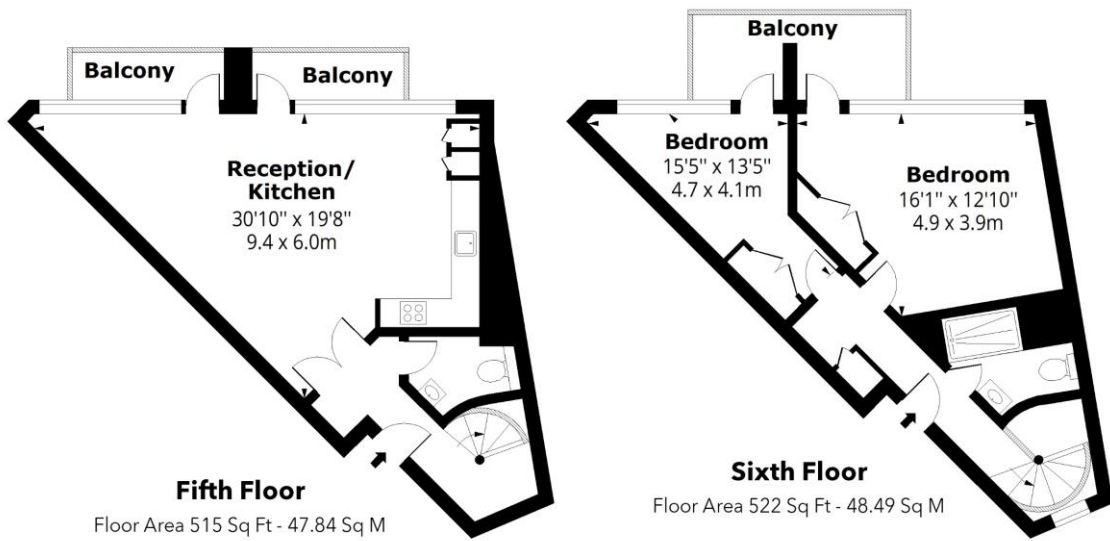 Balcony
Balcony
Reception/
Kitchen
30'10" x 19'8"
9.4 x 6.0m
Fifth Floor
Floor Area 515 Sq Ft - 47.84 Sq M
Balcony
Bedroom
15'5" x 13'5"
4.7 x 4.1m
Bedroom
16'1" x 12'10"
4.9 x 3.9m
Sixth Floor
Floor Area 522 Sq Ft - 48.49 Sq M